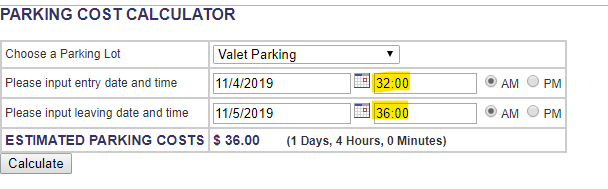 PARKING COST CALCULATOR
Choose a Parking Lot Valet Parking
Please input entry date and time 11/4/2019 32:00 AM PM
Please input leaving date and time 11/5/2019 36:00 AM PM
ESTIMATED PARKING COSTS $ 36.00 (1 Days, 4 Hours, 0 Minutes)
Calculate